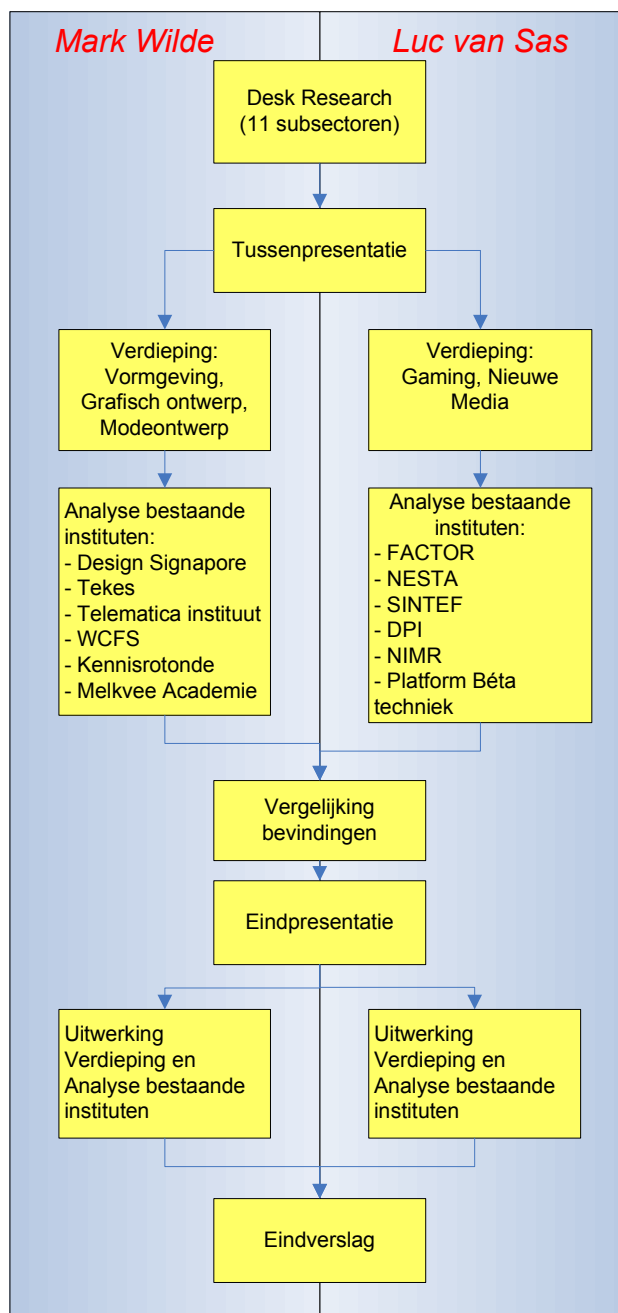 Mark Wilde
Luc van Sas
Desk Research
(11 subsectoren)
Tussenpresentatie
Verdieping:
Vormgeving,
Grafisch ontwerp,
Modeontwerp
Verdieping:
Gaming, Nieuwe
Media
Analyse bestaande
instituten:
- Design Signapore
- Tekes
- Telematica instituut
- WCFS
- Kennisrotonde
- Melkvee Academie
Analyse bestaande
instituten:
- FACTOR
- NESTA
- SINTEF
- DPI
- NIMR
- Platform Béta
techniek
Vergelijking
bevindingen
Eindpresentatie
Uitwerking
Verdieping en
Analyse bestaande
instituten
Uitwerking
Verdieping en
Analyse bestaande
instituten
Eindverslag